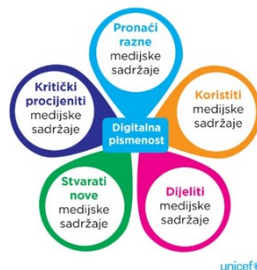 Pronaći
razne
medijske
sadržaje
Kritički
procijeniti
medijske
sadržaje
Koristiti
medijske
sadržaje
Digitalna
pismenost
Stvarati
nove
medijske
sadržaje
Dijeliti
medijske
sadržaje
unicef